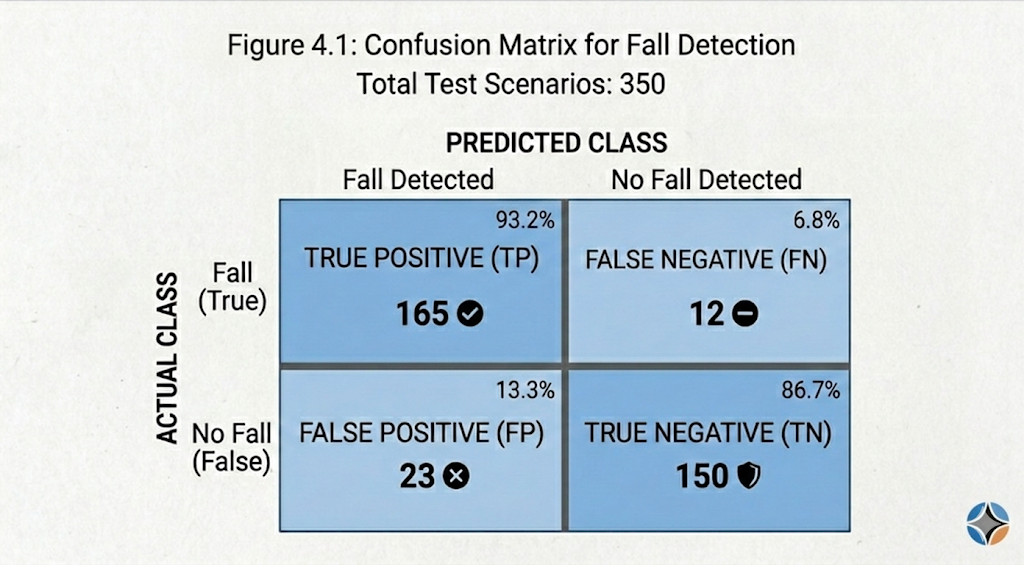 Figure 4.1: Confusion Matrix for Fall Detection
Total Test Scenarios: 350
PREDICTED CLASS
Fall Detected
No Fall Detected
ACTUAL CLASS
Fall
(True)
93.2%
TRUE POSITIVE (TP)
165
6.8%
FALSE NEGATIVE (FN)
12
No Fall
(False)
13.3%
FALSE POSITIVE (FP)
23
86.7%
TRUE NEGATIVE (TN)
150